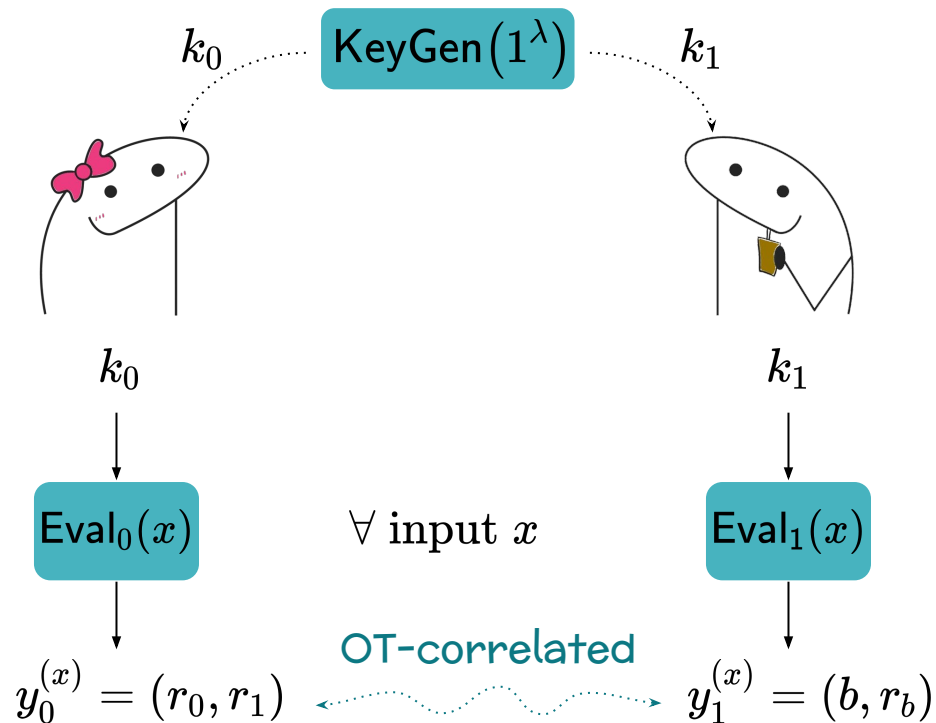 KeyGen(1^λ)
k_0 k_1
k_0 k_1
Eval_0(x) ∀ input x Eval_1(x)
OT-correlated
y_0^{(x)} = (r_0, r_1) y_1^{(x)} = (b, r_b)